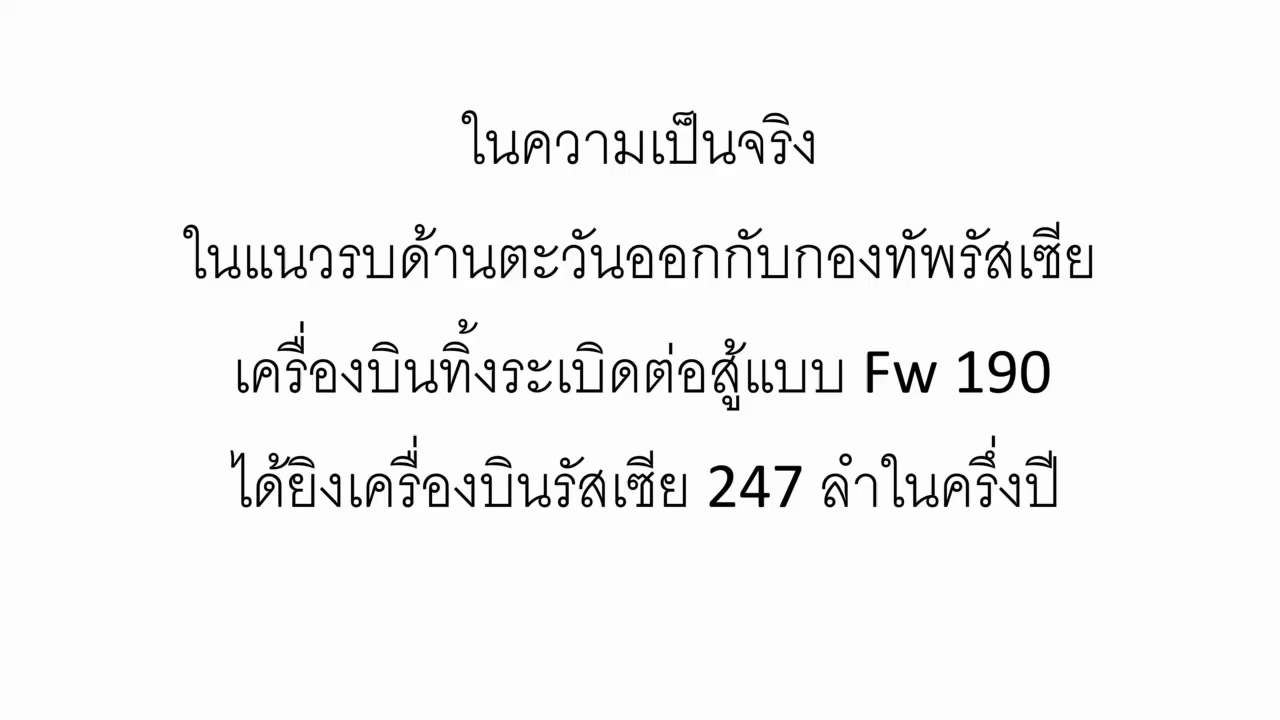 ในความเป็นจริง
ในแนวรบด้านตะวันออกกับกองทัพรัสเซีย
เครื่องบินทิ้งระเบิดต่อสู้แบบ Fw 190
ได้ยิงเครื่องบินรัสเซีย 247 ลำในครึ่งปี